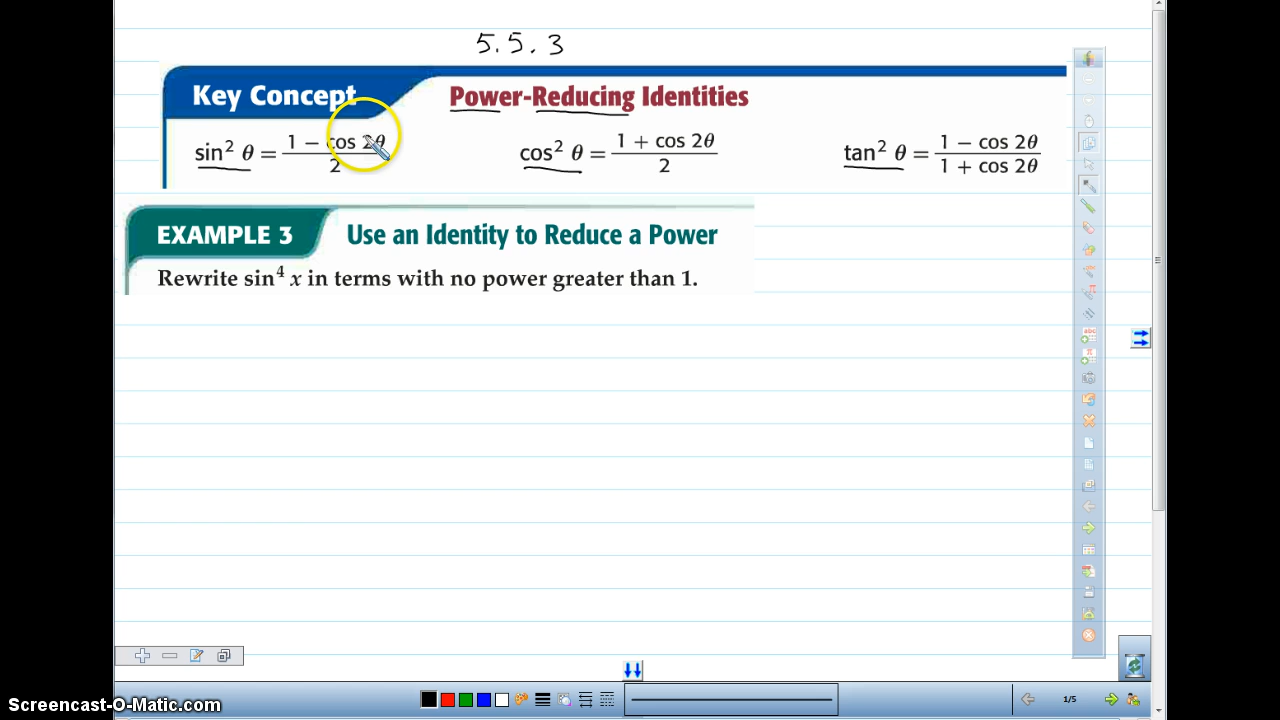 5.5.3
Key Concept Power-Reducing Identities
sin² θ = (1 − cos 2θ)/2 cos² θ = (1 + cos 2θ)/2 tan² θ = (1 − cos 2θ)/(1 + cos 2θ)
EXAMPLE 3 Use an Identity to Reduce a Power
Rewrite sin⁴ x in terms with no power greater than 1.
abc
π
1/5
Screencast-O-Matic.com